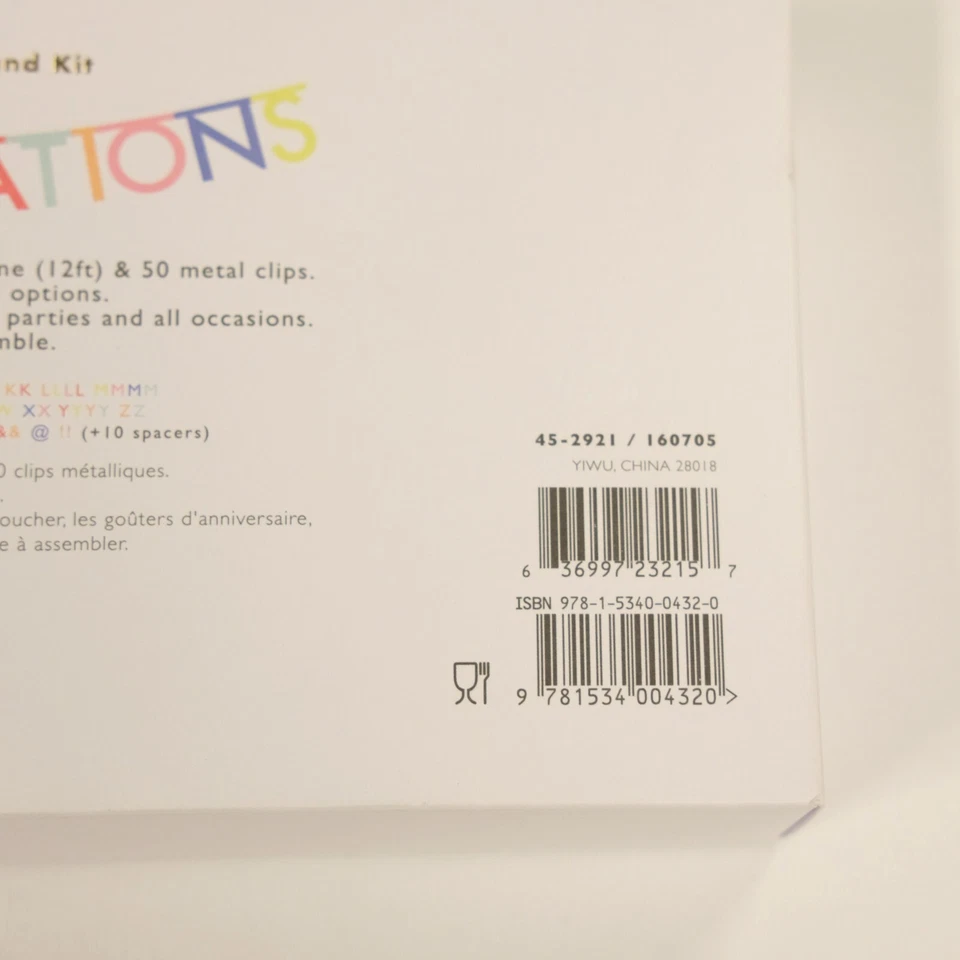 and Kit
ATIONS
ne (12ft) & 50 metal clips.
options.
parties and all occasions.
mble.
KK LLLL MMMM
XX YYYY ZZ
&& @ !! (+10 spacers)
0 clips métalliques.
.
oucher, les goûters d'anniversaire,
e à assembler.
45-2921 / 160705
YIWU, CHINA 28018
6 36997 23215 7
ISBN 978-1-5340-0432-0
9 781534 004320 >